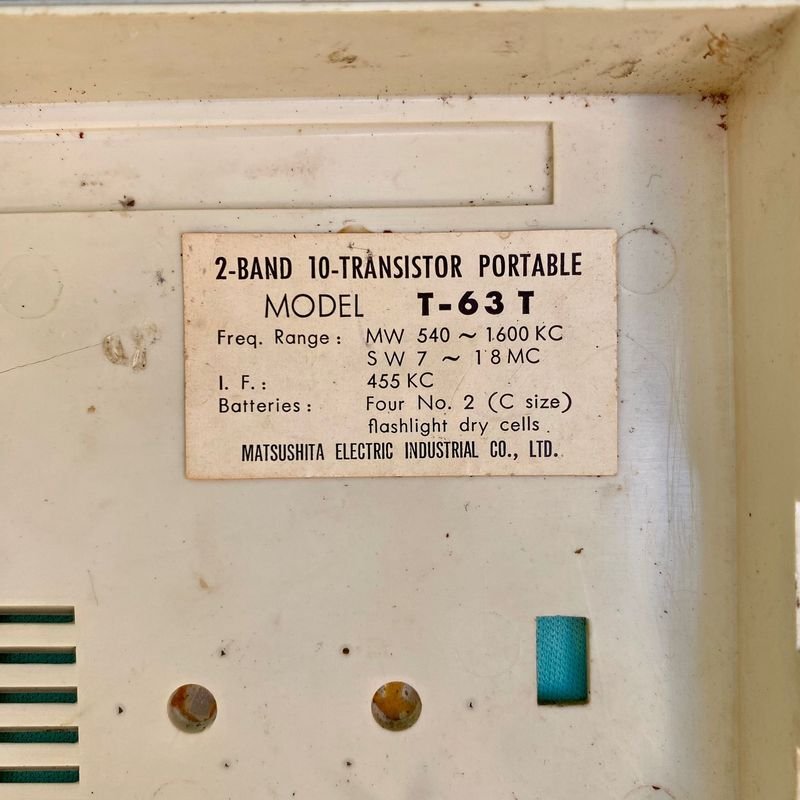 2-BAND 10-TRANSISTOR PORTABLE
MODEL T-63T
Freq. Range: MW 540 ~ 1600 KC
SW 7 ~ 18 MC
I. F.: 455 KC
Batteries: Four No. 2 (C size)
flashlight dry cells.
MATSUSHITA ELECTRIC INDUSTRIAL CO., LTD.